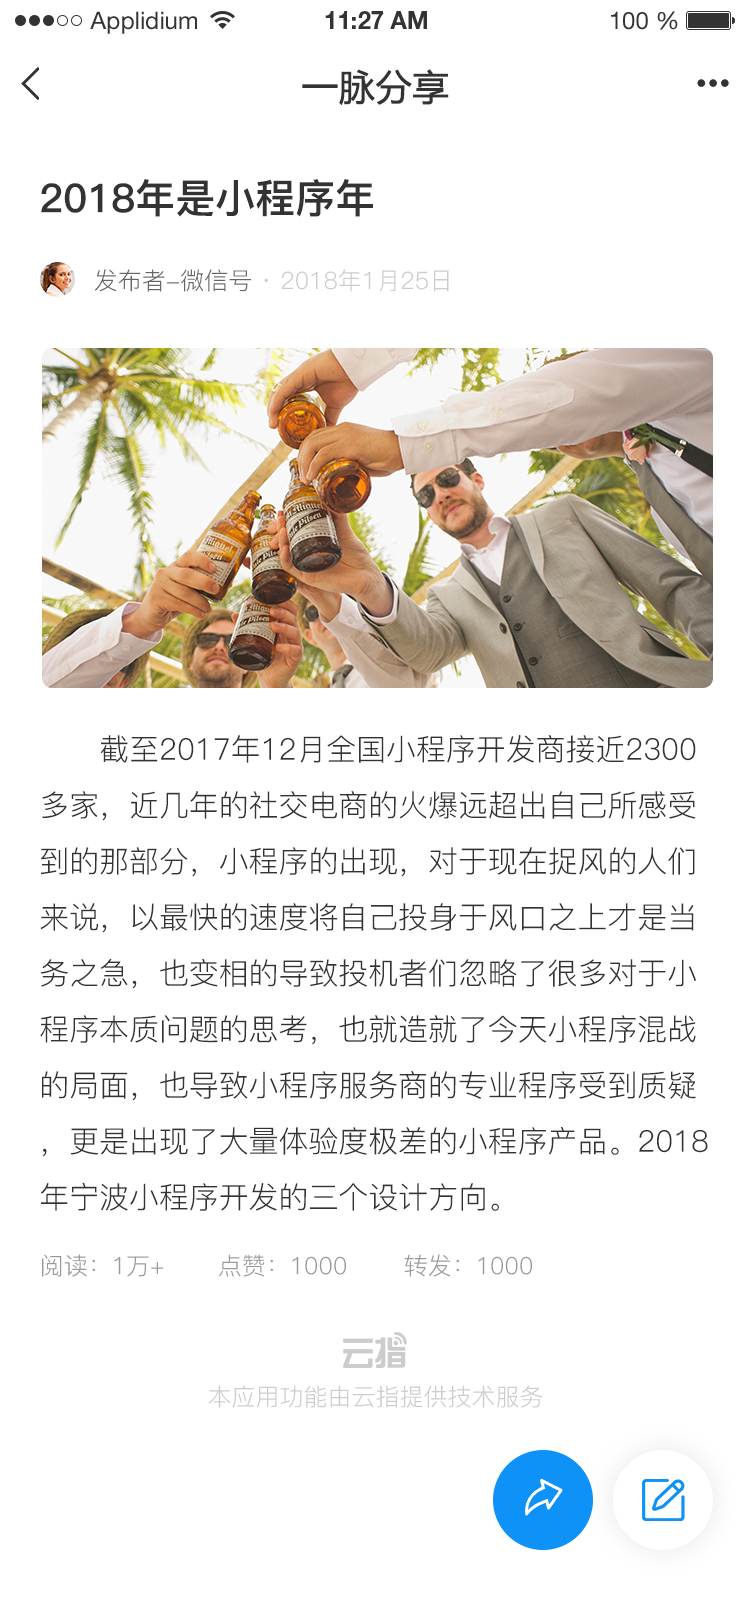 Applidium
11:27 AM
100 %
一脉分享
2018年是小程序年
发布者-微信号 · 2018年1月25日
截至2017年12月全国小程序开发商接近2300
多家，近几年的社交电商的火爆远超出自己所感受
到的那部分，小程序的出现，对于现在捉风的人们
来说，以最快的速度将自己投身于风口之上才是当
务之急，也变相的导致投机者们忽略了很多对于小
程序本质问题的思考，也就造就了今天小程序混战
的局面，也导致小程序服务商的专业程序受到质疑
，更是出现了大量体验度极差的小程序产品。2018
年宁波小程序开发的三个设计方向。
阅读：1万+ 点赞：1000 转发：1000
云指
本应用功能由云指提供技术服务